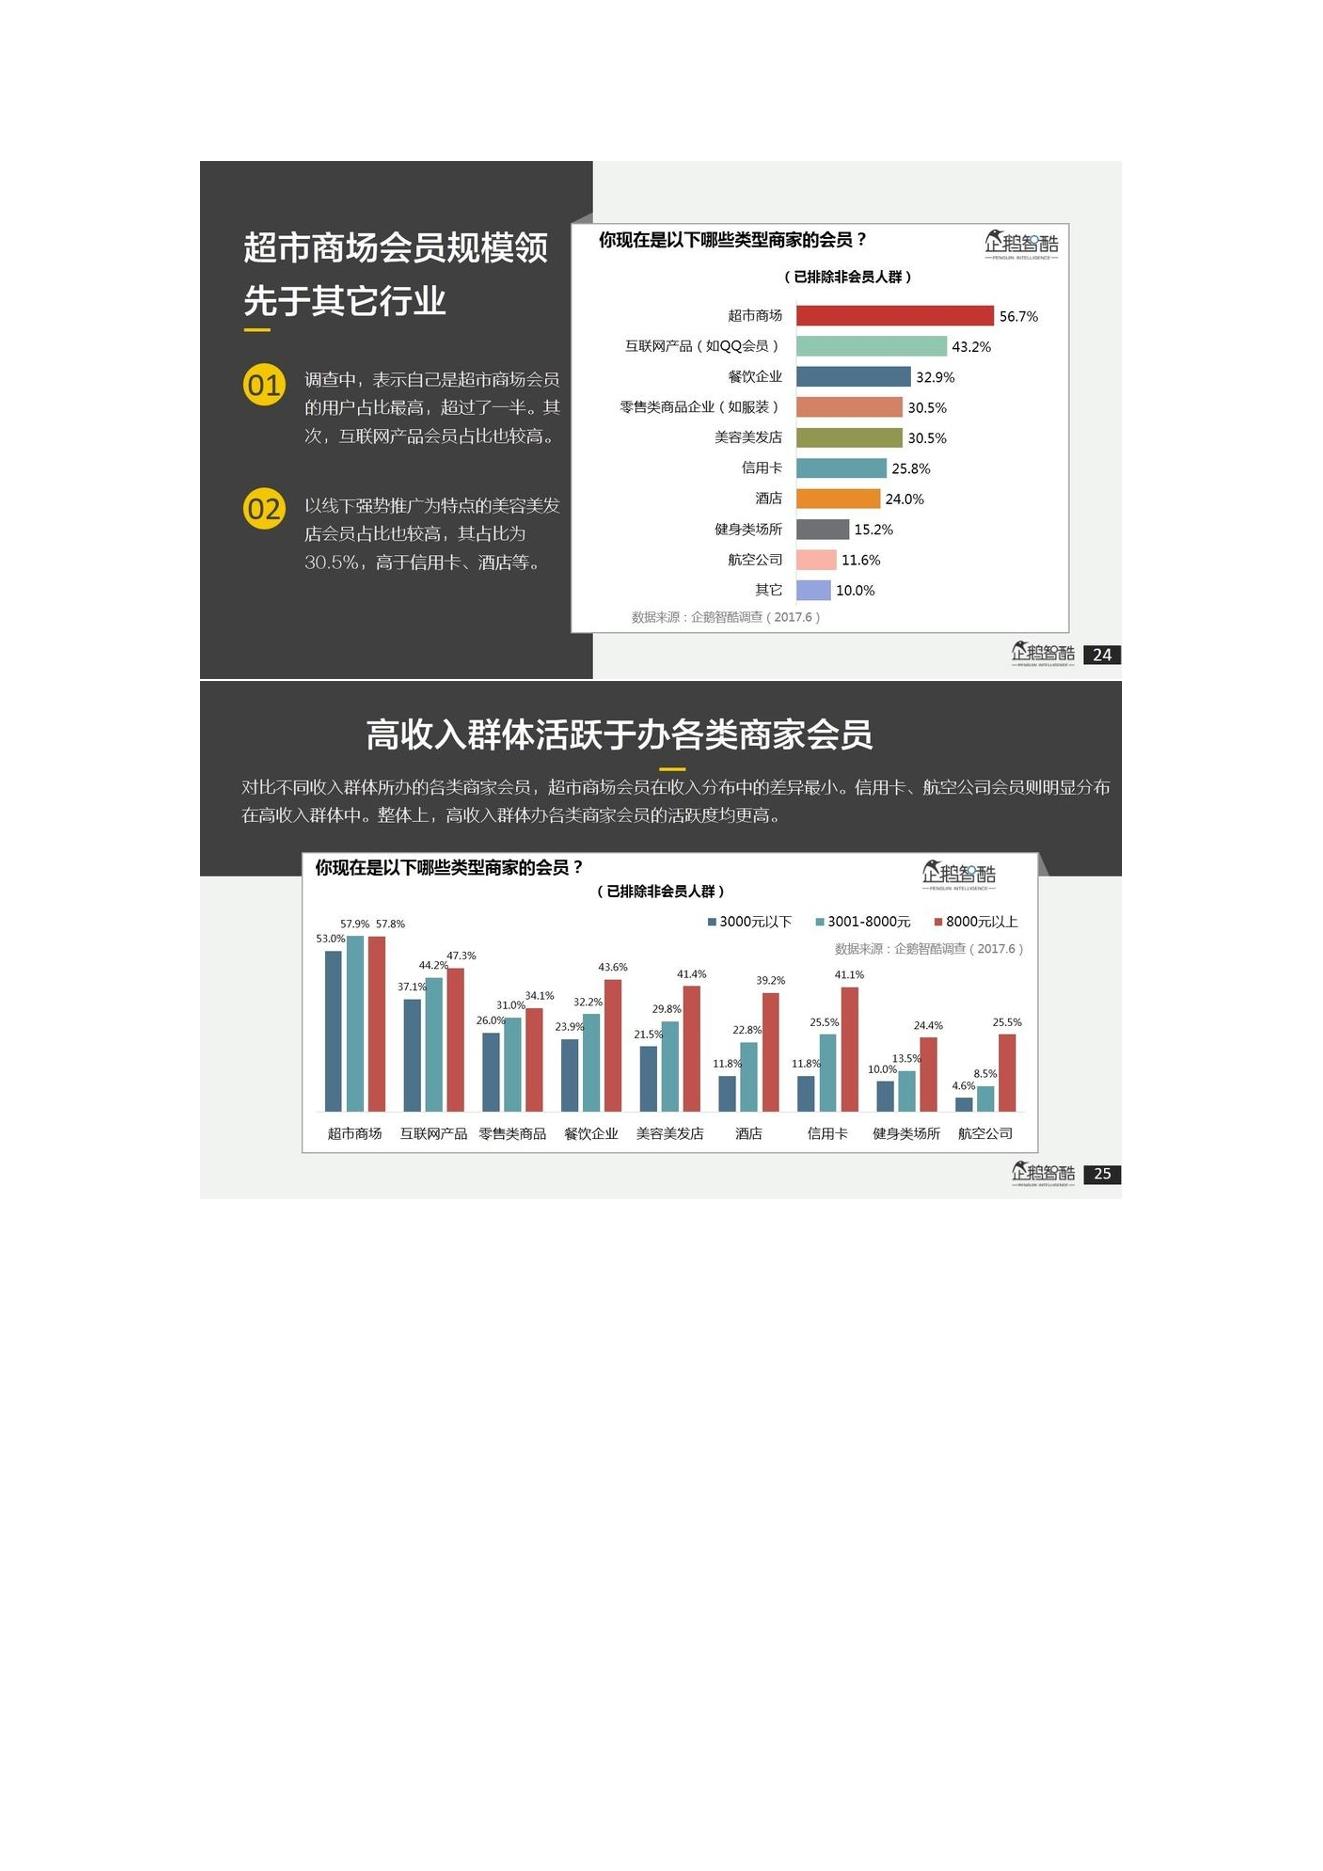 超市商场会员规模领
先于其它行业
01
调查中，表示自己是超市商场会员
的用户占比最高，超过了一半。其
次，互联网产品会员占比也较高。
02
以线下强势推广为特点的美容美发
店会员占比也较高，其占比为
30.5%，高于信用卡、酒店等。
你现在是以下哪些类型商家的会员？
企鹅智酷
PENGUIN INTELLIGENCE
（已排除非会员人群）
超市商场 56.7%
互联网产品（如QQ会员） 43.2%
餐饮企业 32.9%
零售类商品企业（如服装） 30.5%
美容美发店 30.5%
信用卡 25.8%
酒店 24.0%
健身类场所 15.2%
航空公司 11.6%
其它 10.0%
数据来源：企鹅智酷调查（2017.6）
企鹅智酷
PENGUIN INTELLIGENCE
24
高收入群体活跃于办各类商家会员
对比不同收入群体所办的各类商家会员，超市商场会员在收入分布中的差异最小。信用卡、航空公司会员则明显分布
在高收入群体中。整体上，高收入群体办各类商家会员的活跃度均更高。
你现在是以下哪些类型商家的会员？
企鹅智酷
PENGUIN INTELLIGENCE
（已排除非会员人群）
3000元以下 3001-8000元 8000元以上
数据来源：企鹅智酷调查（2017.6）
53.0% 57.9% 57.8%
37.1% 44.2% 47.3%
26.0% 31.0% 34.1%
23.9% 32.2% 43.6%
21.5% 29.8% 41.4%
11.8% 22.8% 39.2%
11.8% 25.5% 41.1%
10.0% 13.5% 24.4%
4.6% 8.5% 25.5%
超市商场 互联网产品 零售类商品 餐饮企业 美容美发店 酒店 信用卡 健身类场所 航空公司
企鹅智酷
PENGUIN INTELLIGENCE
25